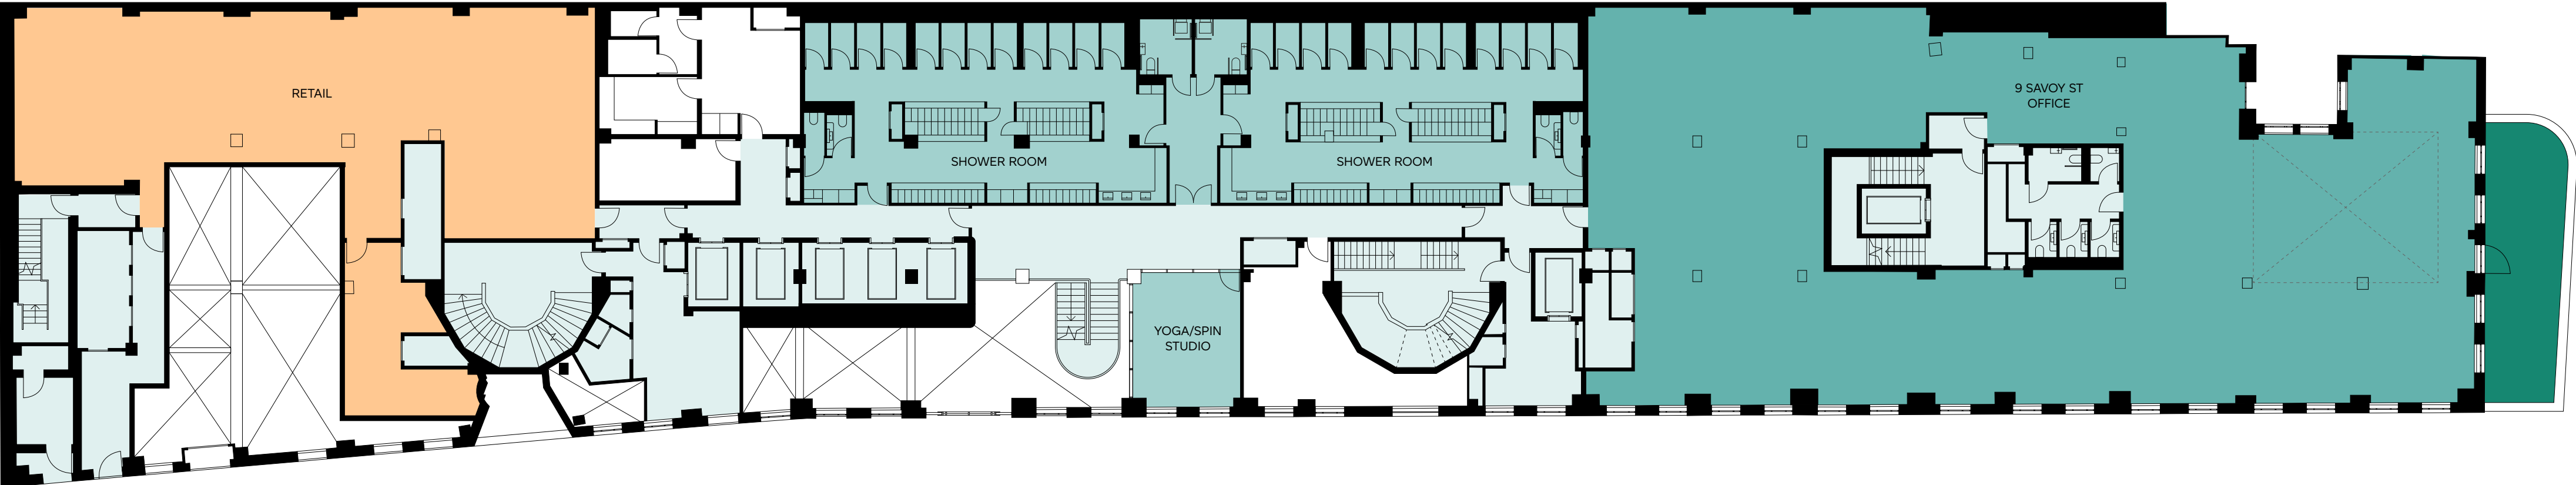 RETAIL
SHOWER ROOM
SHOWER ROOM
9 SAVOY ST
OFFICE
YOGA/SPIN
STUDIO